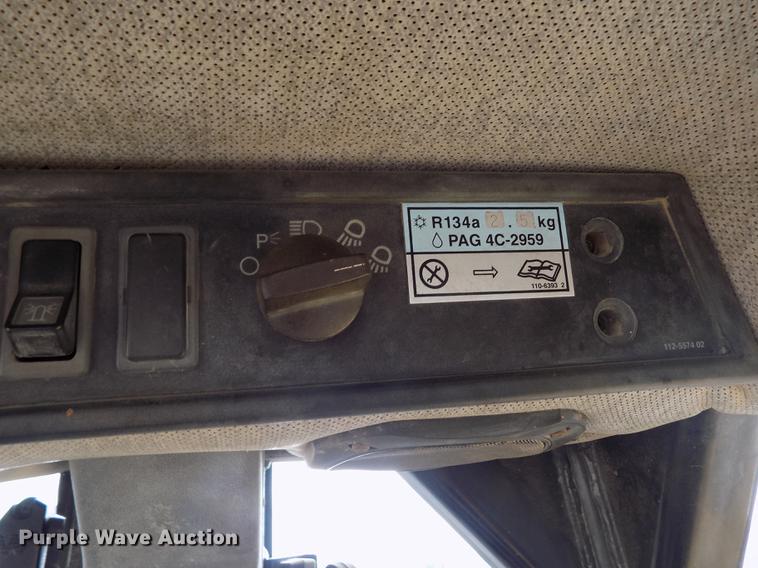 R134a 2.5 kg
PAG 4C-2959
110-6393 2
P
112-5574 02
Purple Wave Auction